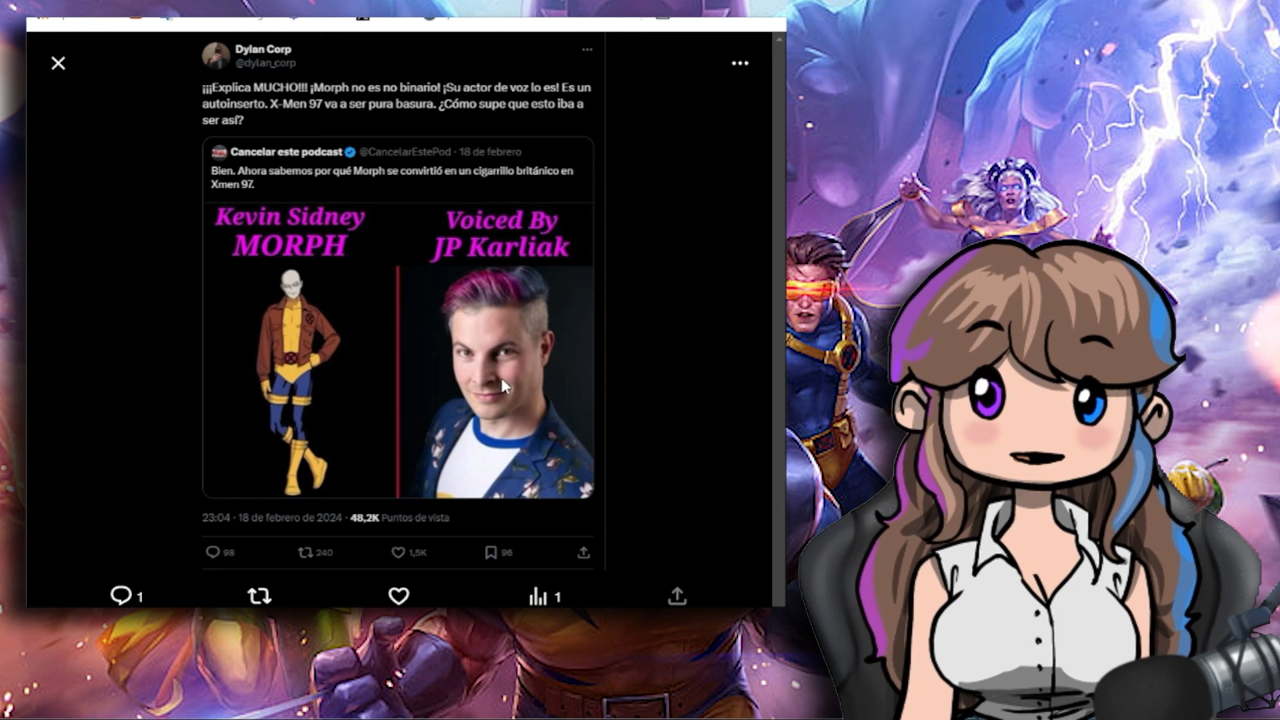 Dylan Corp
@dylan_corp
¡¡¡Explica MUCHO!!! ¡Morph no es no binario! ¡Su actor de voz lo es! Es un
autoinserto. X-Men 97 va a ser pura basura. ¿Cómo supe que esto iba a
ser así?
Cancelar este podcast @CancelarEstePod · 18 de febrero
Bien. Ahora sabemos por qué Morph se convirtió en un cigarrillo británico en
Xmen 97.
Kevin Sidney
MORPH
Voiced By
JP Karliak
23:04 · 18 de febrero de 2024 · 48,2K Puntos de vista
98 240 1,5K 96
1 1